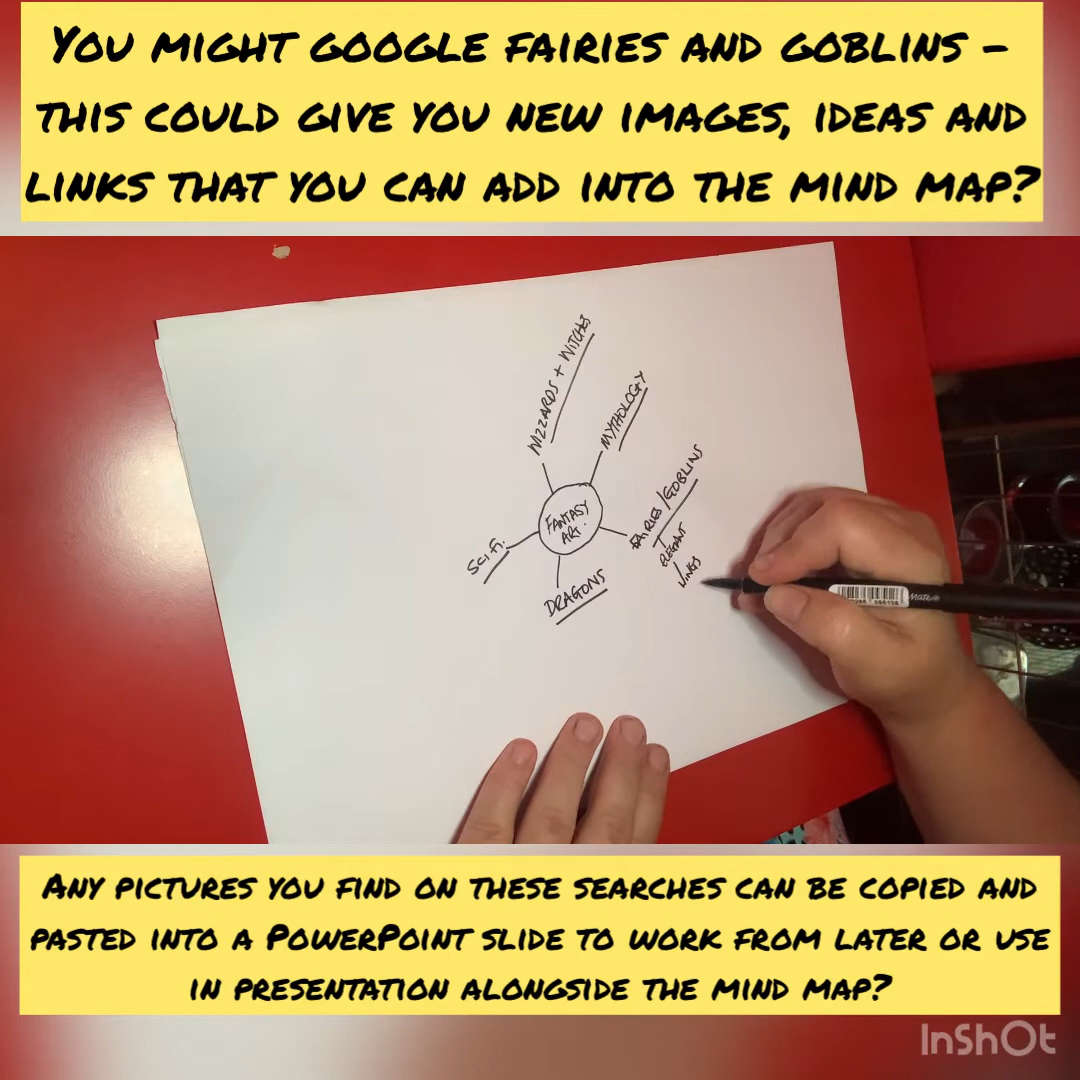 You might google fairies and goblins -
this could give you new images, ideas and
links that you can add into the mind map?
Wizzards + Witches
Mythology
Fairies/Goblins
Elegant
Wings
Fantasy
Art.
Sci Fi.
Dragons
Mate
Any pictures you find on these searches can be copied and
pasted into a PowerPoint slide to work from later or use
in presentation alongside the mind map?
InShOt